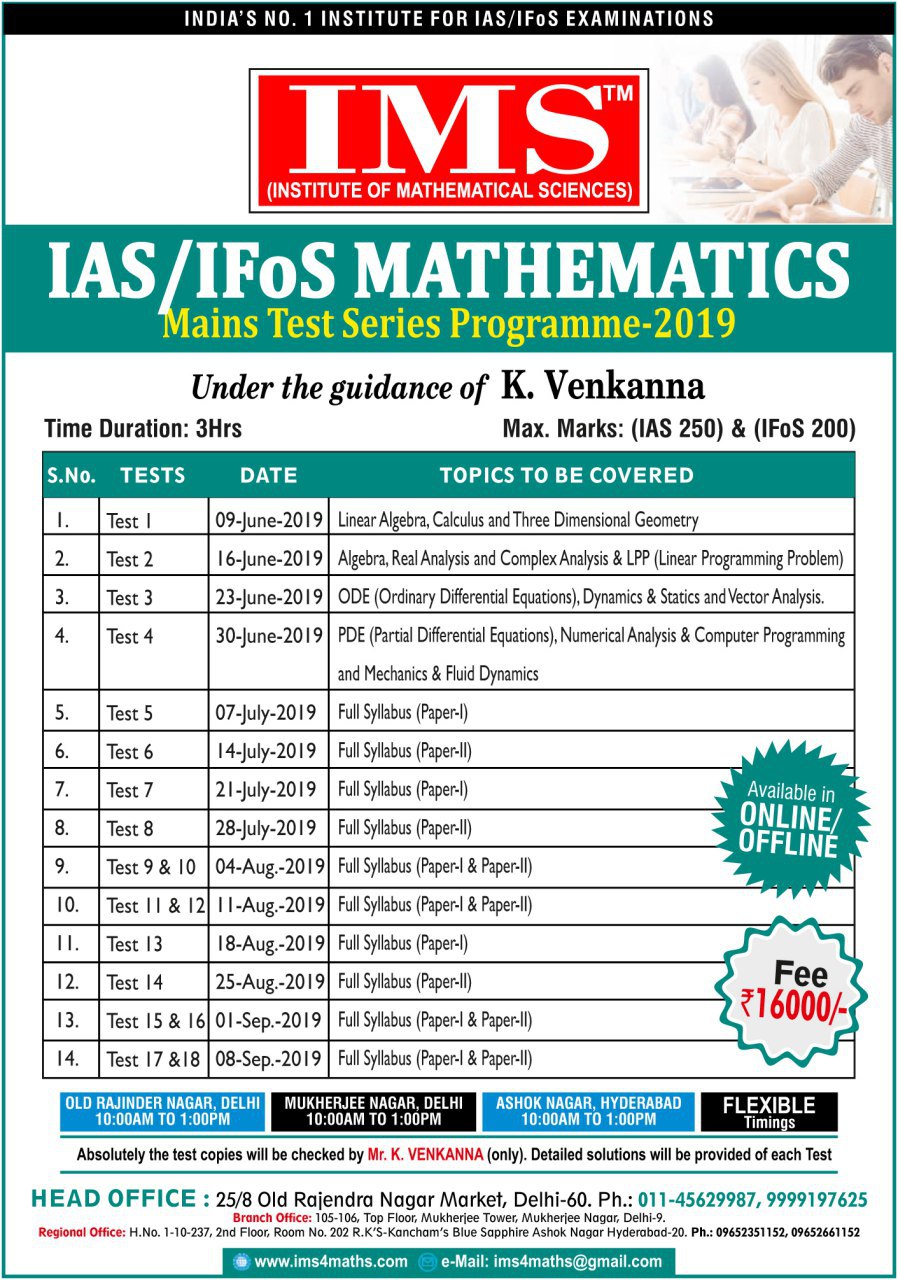 INDIA'S NO. 1 INSTITUTE FOR IAS/IFoS EXAMINATIONS
IMS™
(INSTITUTE OF MATHEMATICAL SCIENCES)
IAS/IFoS MATHEMATICS
Mains Test Series Programme-2019
Under the guidance of K. Venkanna
Time Duration: 3Hrs Max. Marks: (IAS 250) & (IFoS 200)
S.No. TESTS DATE TOPICS TO BE COVERED
1. Test 1 09-June-2019 Linear Algebra, Calculus and Three Dimensional Geometry
2. Test 2 16-June-2019 Algebra, Real Analysis and Complex Analysis & LPP (Linear Programming Problem)
3. Test 3 23-June-2019 ODE (Ordinary Differential Equations), Dynamics & Statics and Vector Analysis.
4. Test 4 30-June-2019 PDE (Partial Differential Equations), Numerical Analysis & Computer Programming
and Mechanics & Fluid Dynamics
5. Test 5 07-July-2019 Full Syllabus (Paper-I)
6. Test 6 14-July-2019 Full Syllabus (Paper-II)
7. Test 7 21-July-2019 Full Syllabus (Paper-I)
8. Test 8 28-July-2019 Full Syllabus (Paper-II)
9. Test 9 & 10 04-Aug.-2019 Full Syllabus (Paper-I & Paper-II)
10. Test 11 & 12 11-Aug.-2019 Full Syllabus (Paper-I & Paper-II)
11. Test 13 18-Aug.-2019 Full Syllabus (Paper-I)
12. Test 14 25-Aug.-2019 Full Syllabus (Paper-II)
13. Test 15 & 16 01-Sep.-2019 Full Syllabus (Paper-I & Paper-II)
14. Test 17 &18 08-Sep.-2019 Full Syllabus (Paper-I & Paper-II)
Available in
ONLINE/
OFFLINE
Fee
₹16000/-
OLD RAJINDER NAGAR, DELHI
10:00AM TO 1:00PM
MUKHERJEE NAGAR, DELHI
10:00AM TO 1:00PM
ASHOK NAGAR, HYDERABAD
10:00AM TO 1:00PM
FLEXIBLE
Timings
Absolutely the test copies will be checked by Mr. K. VENKANNA (only). Detailed solutions will be provided of each Test
HEAD OFFICE : 25/8 Old Rajendra Nagar Market, Delhi-60. Ph.: 011-45629987, 9999197625
Branch Office: 105-106, Top Floor, Mukherjee Tower, Mukherjee Nagar, Delhi-9.
Regional Office: H.No. 1-10-237, 2nd Floor, Room No. 202 R.K'S-Kancham's Blue Sapphire Ashok Nagar Hyderabad-20. Ph.: 09652351152, 09652661152
www.ims4maths.com e-Mail: ims4maths@gmail.com